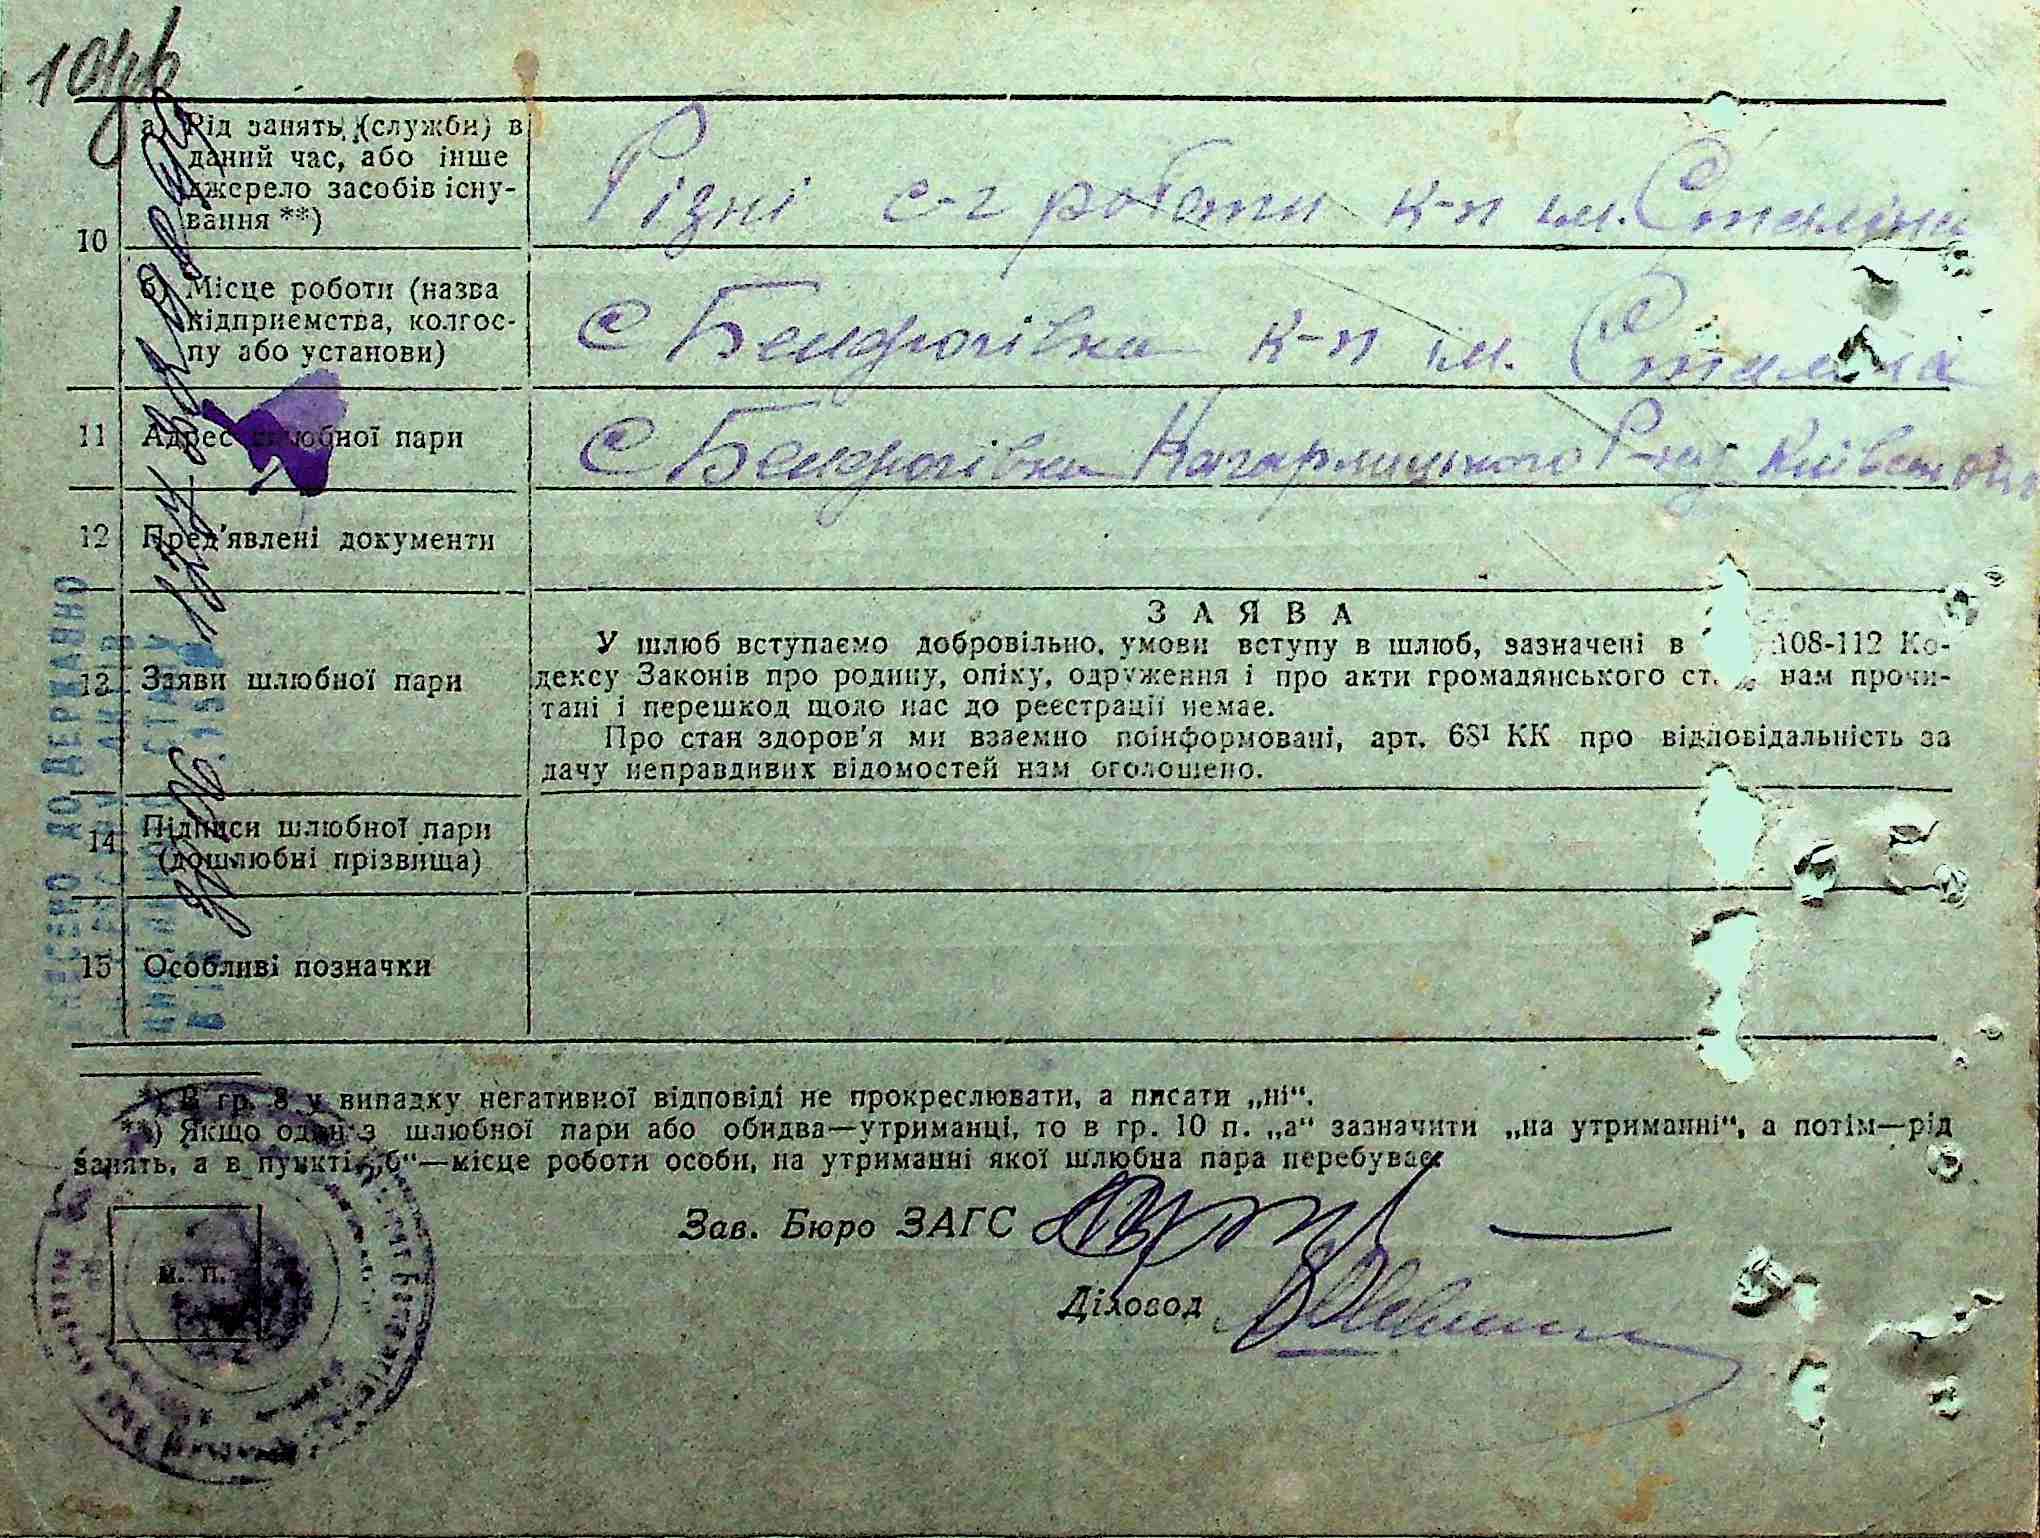 10
а) Рід занять (служби) в
даний час, або інше
джерело засобів існу-
вання **)
Різні с-г роботи к-п ім. Сталіна
б) Місце роботи (назва
підприємства, колгос-
пу або установи)
с Бендюгівка к-п ім. Сталіна
11 Адрес шлюбної пари
с Бендюгівка Кагарлицького Р-ну Київськ обл
12 Пред'явлені документи
13 Заяви шлюбної пари
ЗАЯВА
У шлюб вступаємо добровільно, умови вступу в шлюб, зазначені в 108-112 Ко-
дексу Законів про родину, опіку, одруження і про акти громадянського ст. нам прочи-
тані і перешкод щодо нас до реєстрації немає.
Про стан здоров'я ми взаємно поінформовані, арт. 68¹ КК про відповідальність за
дачу неправдивих відомостей нам оголошено.
14 Підписи шлюбної пари
(дошлюбні прізвища)
15 Особливі позначки
ВНЕСЕНО ДО ДЕРЖАВНО
*) В гр. 8 у випадку негативної відповіді не прокреслювати, а писати „ні“.
**) Якщо один з шлюбної пари або обидва—утриманці, то в гр. 10 п. „а“ зазначити „на утриманні“, а потім—рід
занять, а в пункті „б“—місце роботи особи, на утриманні якої шлюбна пара перебуває.
Зав. Бюро ЗАГС
М. П.
Діловод